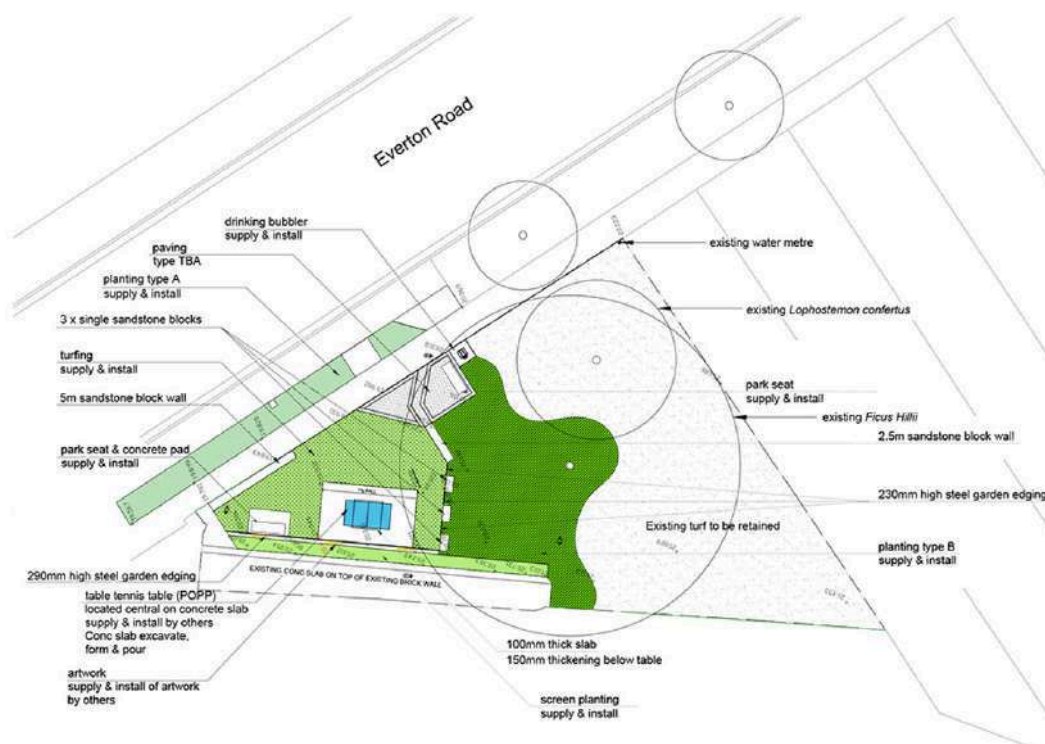 Everton Road
drinking bubbler
supply & install
paving
type TBA
planting type A
supply & install
3 x single sandstone blocks
turfing
supply & install
5m sandstone block wall
park seat & concrete pad
supply & install
290mm high steel garden edging
table tennis table (POPP)
located central on concrete slab
supply & install by others
Conc slab excavate,
form & pour
artwork
supply & install of artwork
by others
EXISTING CONC SLAB ON TOP OF EXISTING BRICK WALL
existing water metre
existing Lophostemon confertus
park seat
supply & install
existing Ficus Hillii
2.5m sandstone block wall
230mm high steel garden edging
Existing turf to be retained
planting type B
supply & install
100mm thick slab
150mm thickening below table
screen planting
supply & install